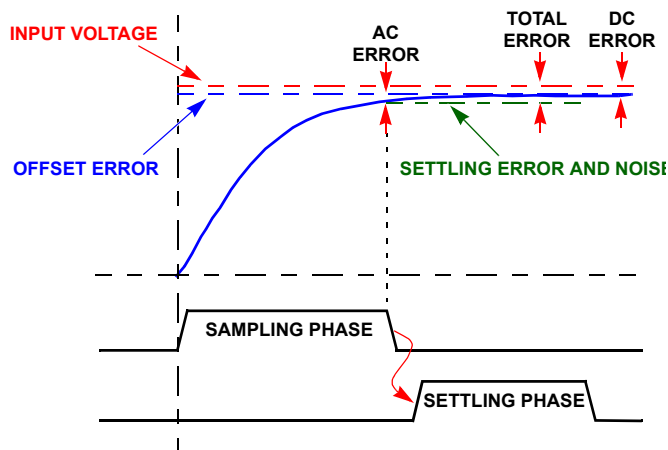 INPUT VOLTAGE
AC
ERROR
TOTAL
ERROR
DC
ERROR
OFFSET ERROR
SETTLING ERROR AND NOISE
SAMPLING PHASE
SETTLING PHASE